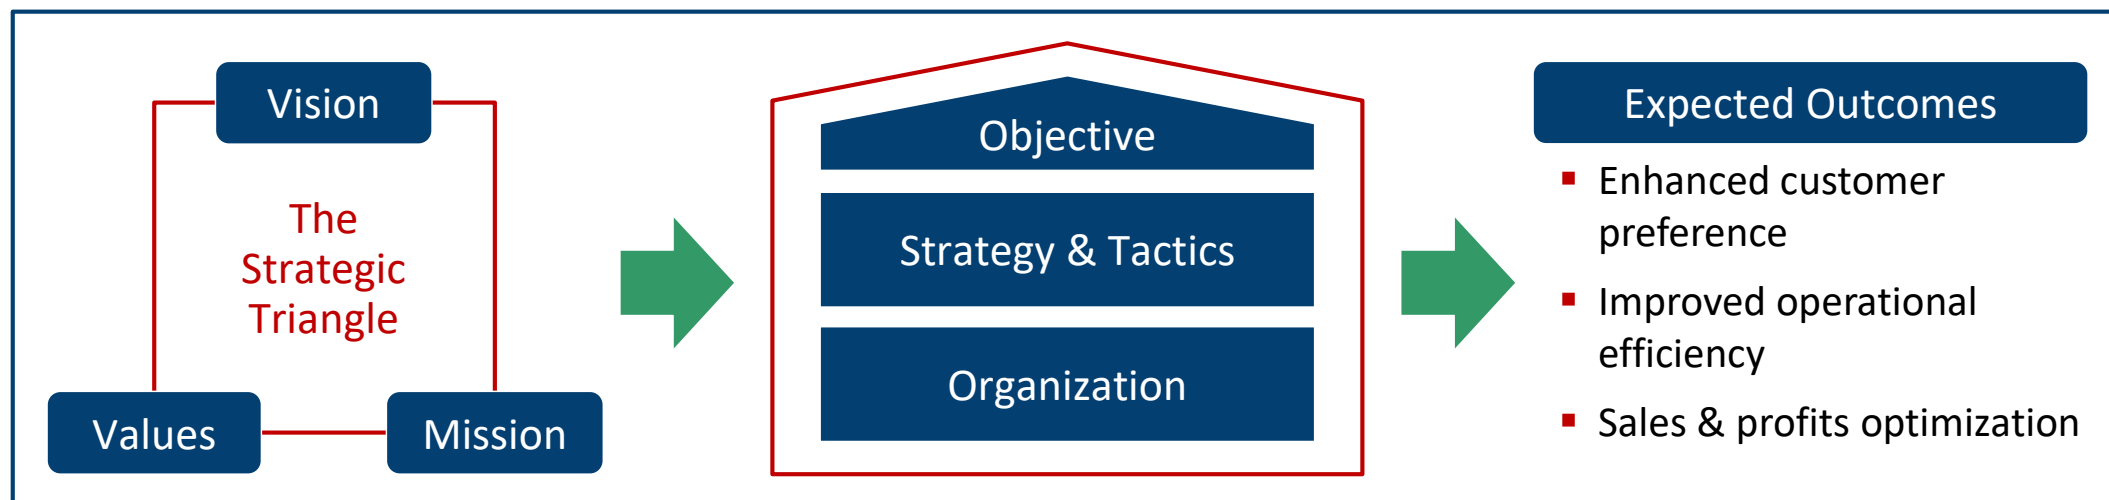 Vision
The
Strategic
Triangle
Values
Mission
Objective
Strategy & Tactics
Organization
Expected Outcomes
Enhanced customer
preference
Improved operational
efficiency
Sales & profits optimization